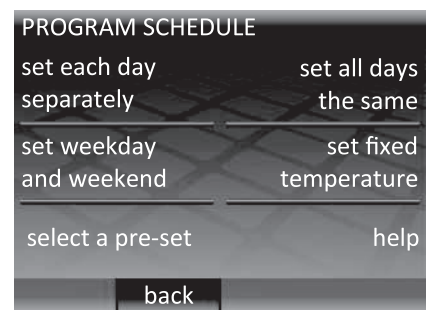 PROGRAM SCHEDULE
set each day
separately
set all days
the same
set weekday
and weekend
set fixed
temperature
select a pre-set
help
back